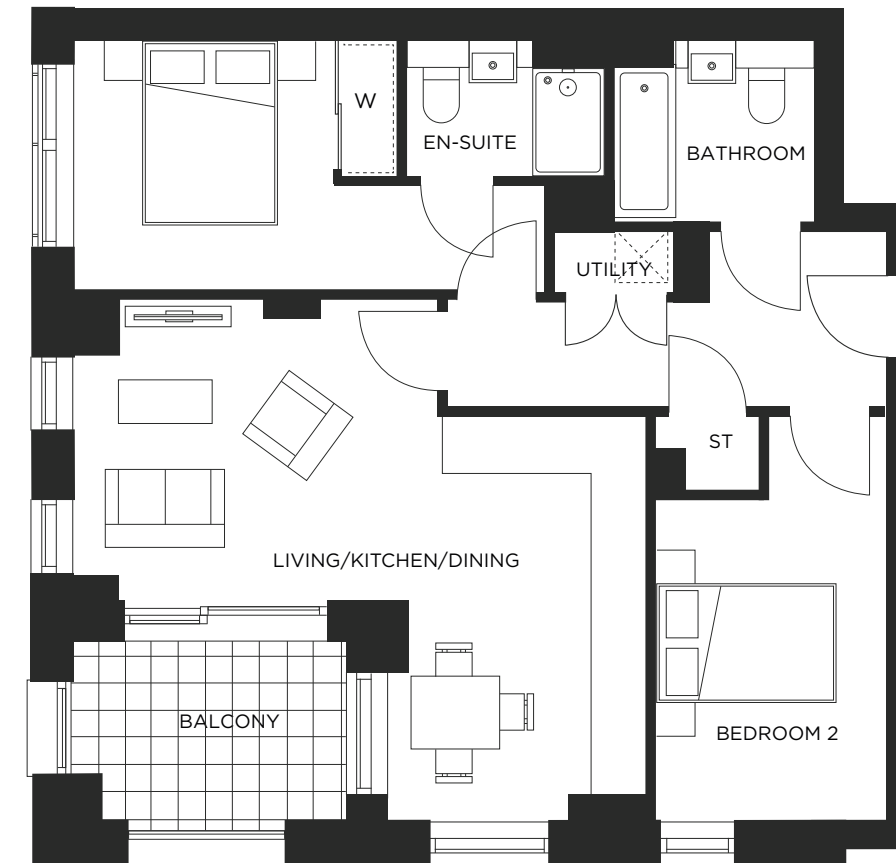 W
EN-SUITE
BATHROOM
UTILITY
ST
LIVING/KITCHEN/DINING
BALCONY
BEDROOM 2